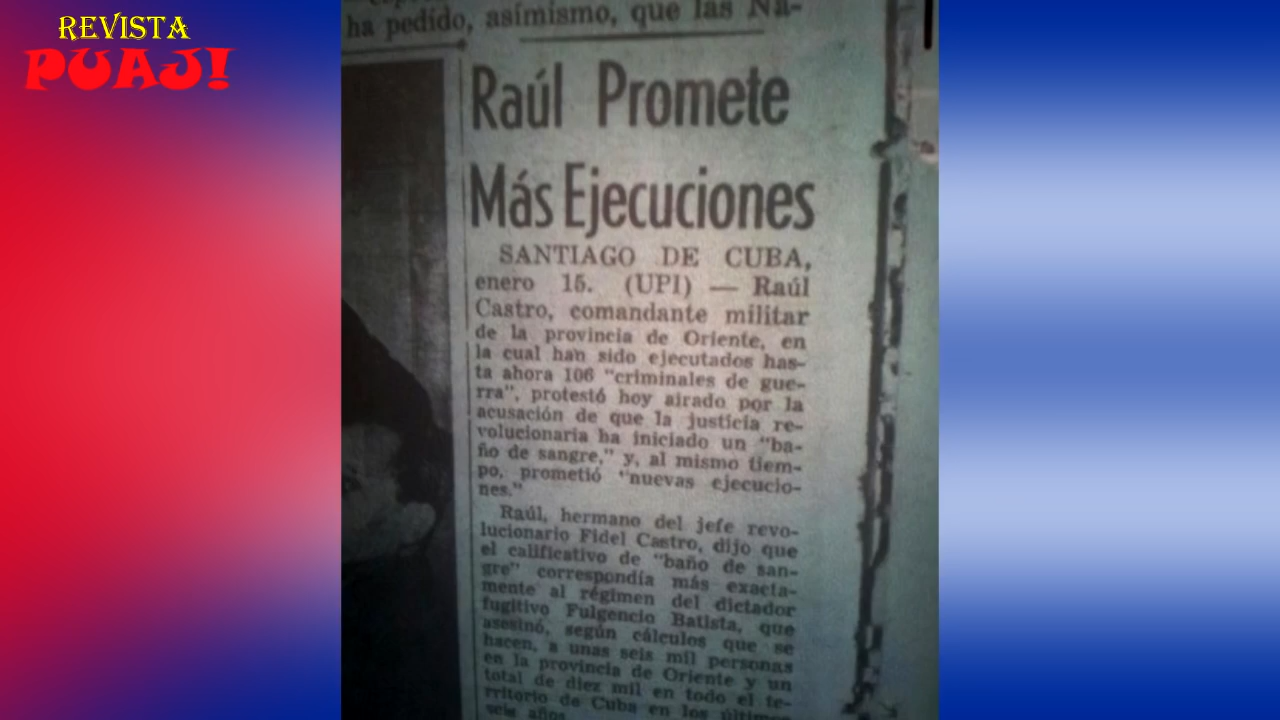 REVISTA
PUAJ!
ha pedido, asímismo, que las Na-
Raúl Promete
Más Ejecuciones
SANTIAGO DE CUBA,
enero 15. (UPI) — Raúl
Castro, comandante militar
de la provincia de Oriente, en
la cual han sido ejecutados has-
ta ahora 106 "criminales de gue-
rra", protestó hoy airado por la
acusación de que la justicia re-
volucionaria ha iniciado un "ba-
ño de sangre," y, al mismo tiem-
po, prometió "nuevas ejecucio-
nes."
Raúl, hermano del jefe revo-
lucionario Fidel Castro, dijo que
el calificativo de "baño de san-
gre" correspondía más exacta-
mente al régimen del dictador
fugitivo Fulgencio Batista, que
asesinó, según cálculos que se
hacen, a unas seis mil personas
en la provincia de Oriente y un
total de diez mil en todo el te-
rritorio de Cuba en los últimos
seis años.